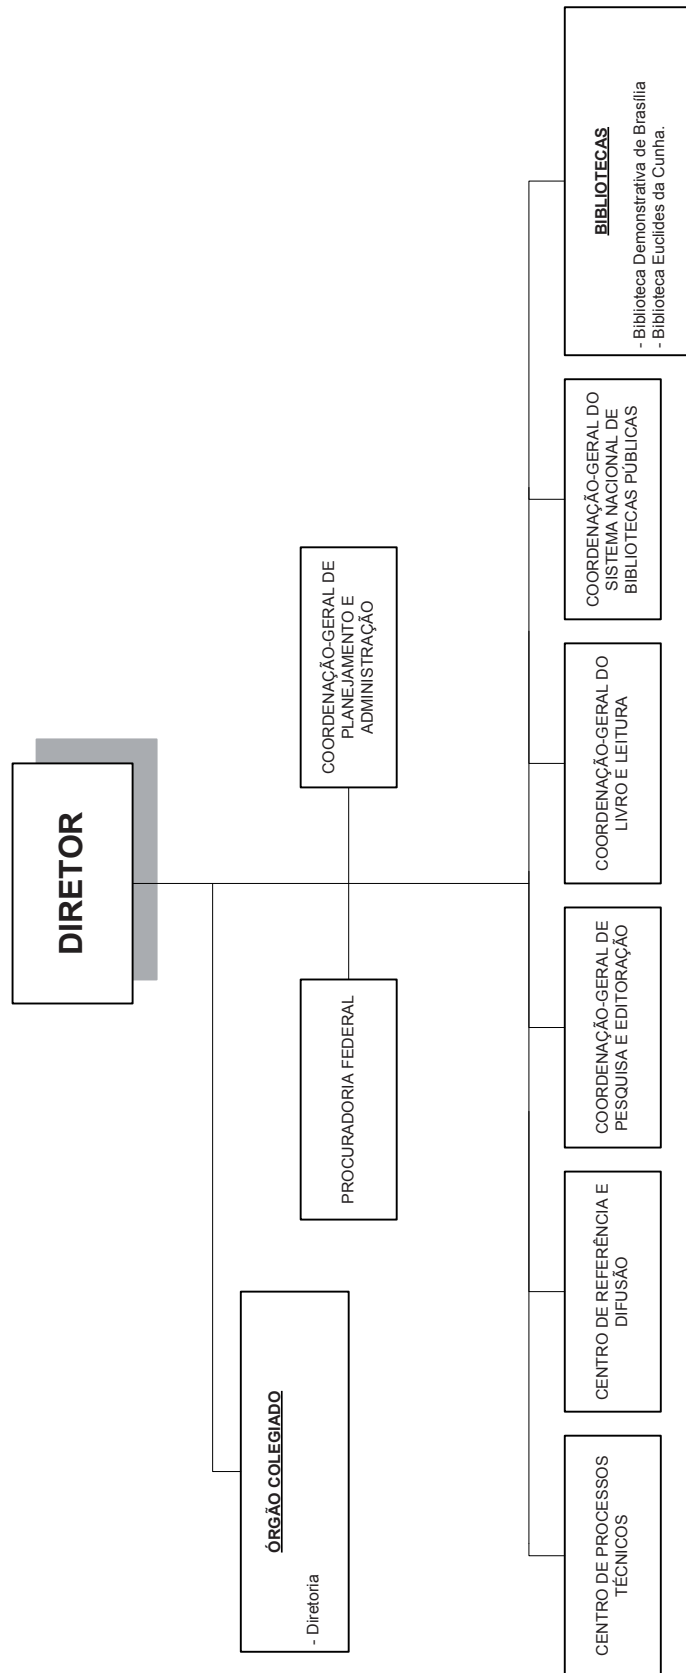 DIRETOR
ÓRGÃO COLEGIADO
- Diretoria
PROCURADORIA FEDERAL
COORDENAÇÃO-GERAL DE
PLANEJAMENTO E
ADMINISTRAÇÃO
CENTRO DE PROCESSOS
TÉCNICOS
CENTRO DE REFERÊNCIA E
DIFUSÃO
COORDENAÇÃO-GERAL DE
PESQUISA E EDITORAÇÃO
COORDENAÇÃO-GERAL DO
LIVRO E LEITURA
COORDENAÇÃO-GERAL DO
SISTEMA NACIONAL DE
BIBLIOTECAS PÚBLICAS
BIBLIOTECAS
- Biblioteca Demonstrativa de Brasília
- Biblioteca Euclides da Cunha.